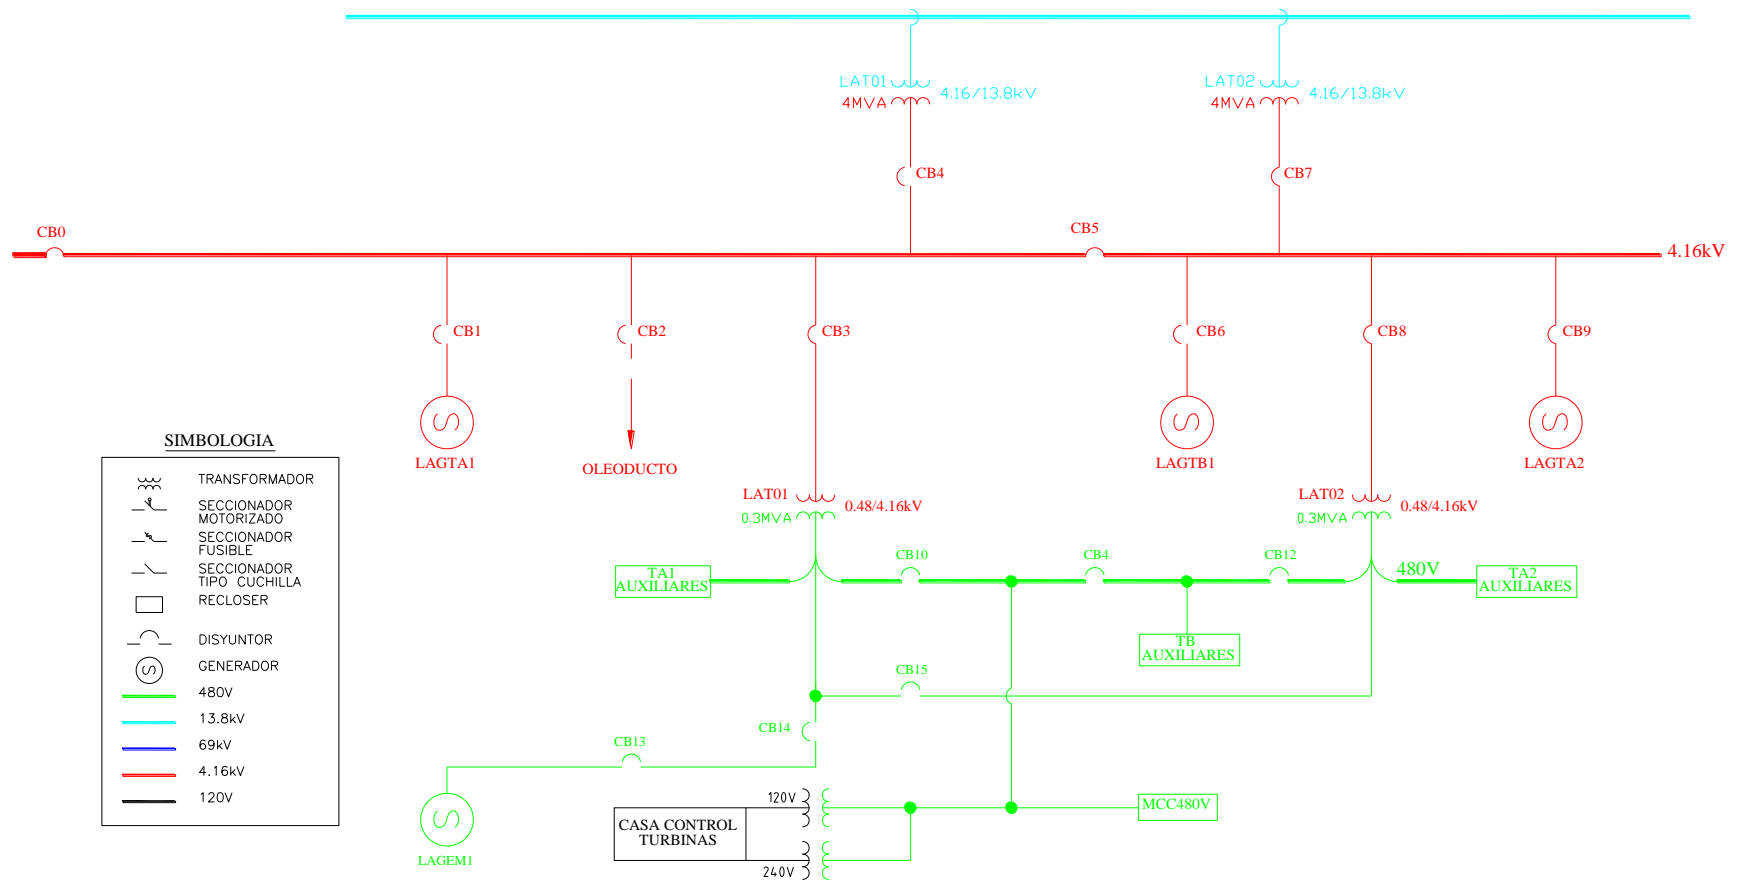 LAT01
4MVA
4.16/13.8kV
LAT02
4MVA
4.16/13.8kV
CB4
CB7
CB0
CB5
4.16kV
CB1
CB2
CB3
CB6
CB8
CB9
LAGTA1
OLEODUCTO
LAGTB1
LAGTA2
LAT01
0.3MVA
0.48/4.16kV
LAT02
0.3MVA
0.48/4.16kV
TA1
AUXILIARES
CB10
CB4
CB12
480V
TA2
AUXILIARES
TB
AUXILIARES
CB15
CB14
CB13
LAGEM1
120V
CASA CONTROL
TURBINAS
240V
MCC480V
SIMBOLOGIA
TRANSFORMADOR
SECCIONADOR
MOTORIZADO
SECCIONADOR
FUSIBLE
SECCIONADOR
TIPO CUCHILLA
RECLOSER
DISYUNTOR
GENERADOR
480V
13.8kV
69kV
4.16kV
120V